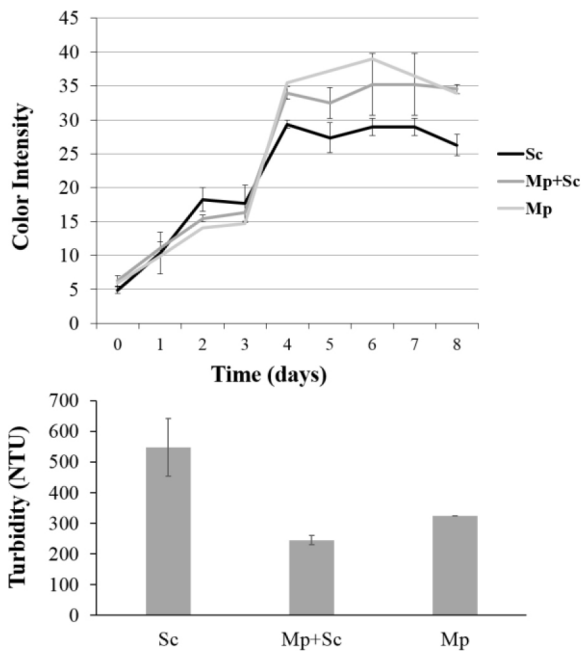 45
40
35
30
25
20
15
10
5
0
Color Intensity
0 1 2 3 4 5 6 7 8
Time (days)
Sc
Mp+Sc
Mp
700
600
500
400
300
200
100
0
Turbidity (NTU)
Sc Mp+Sc Mp